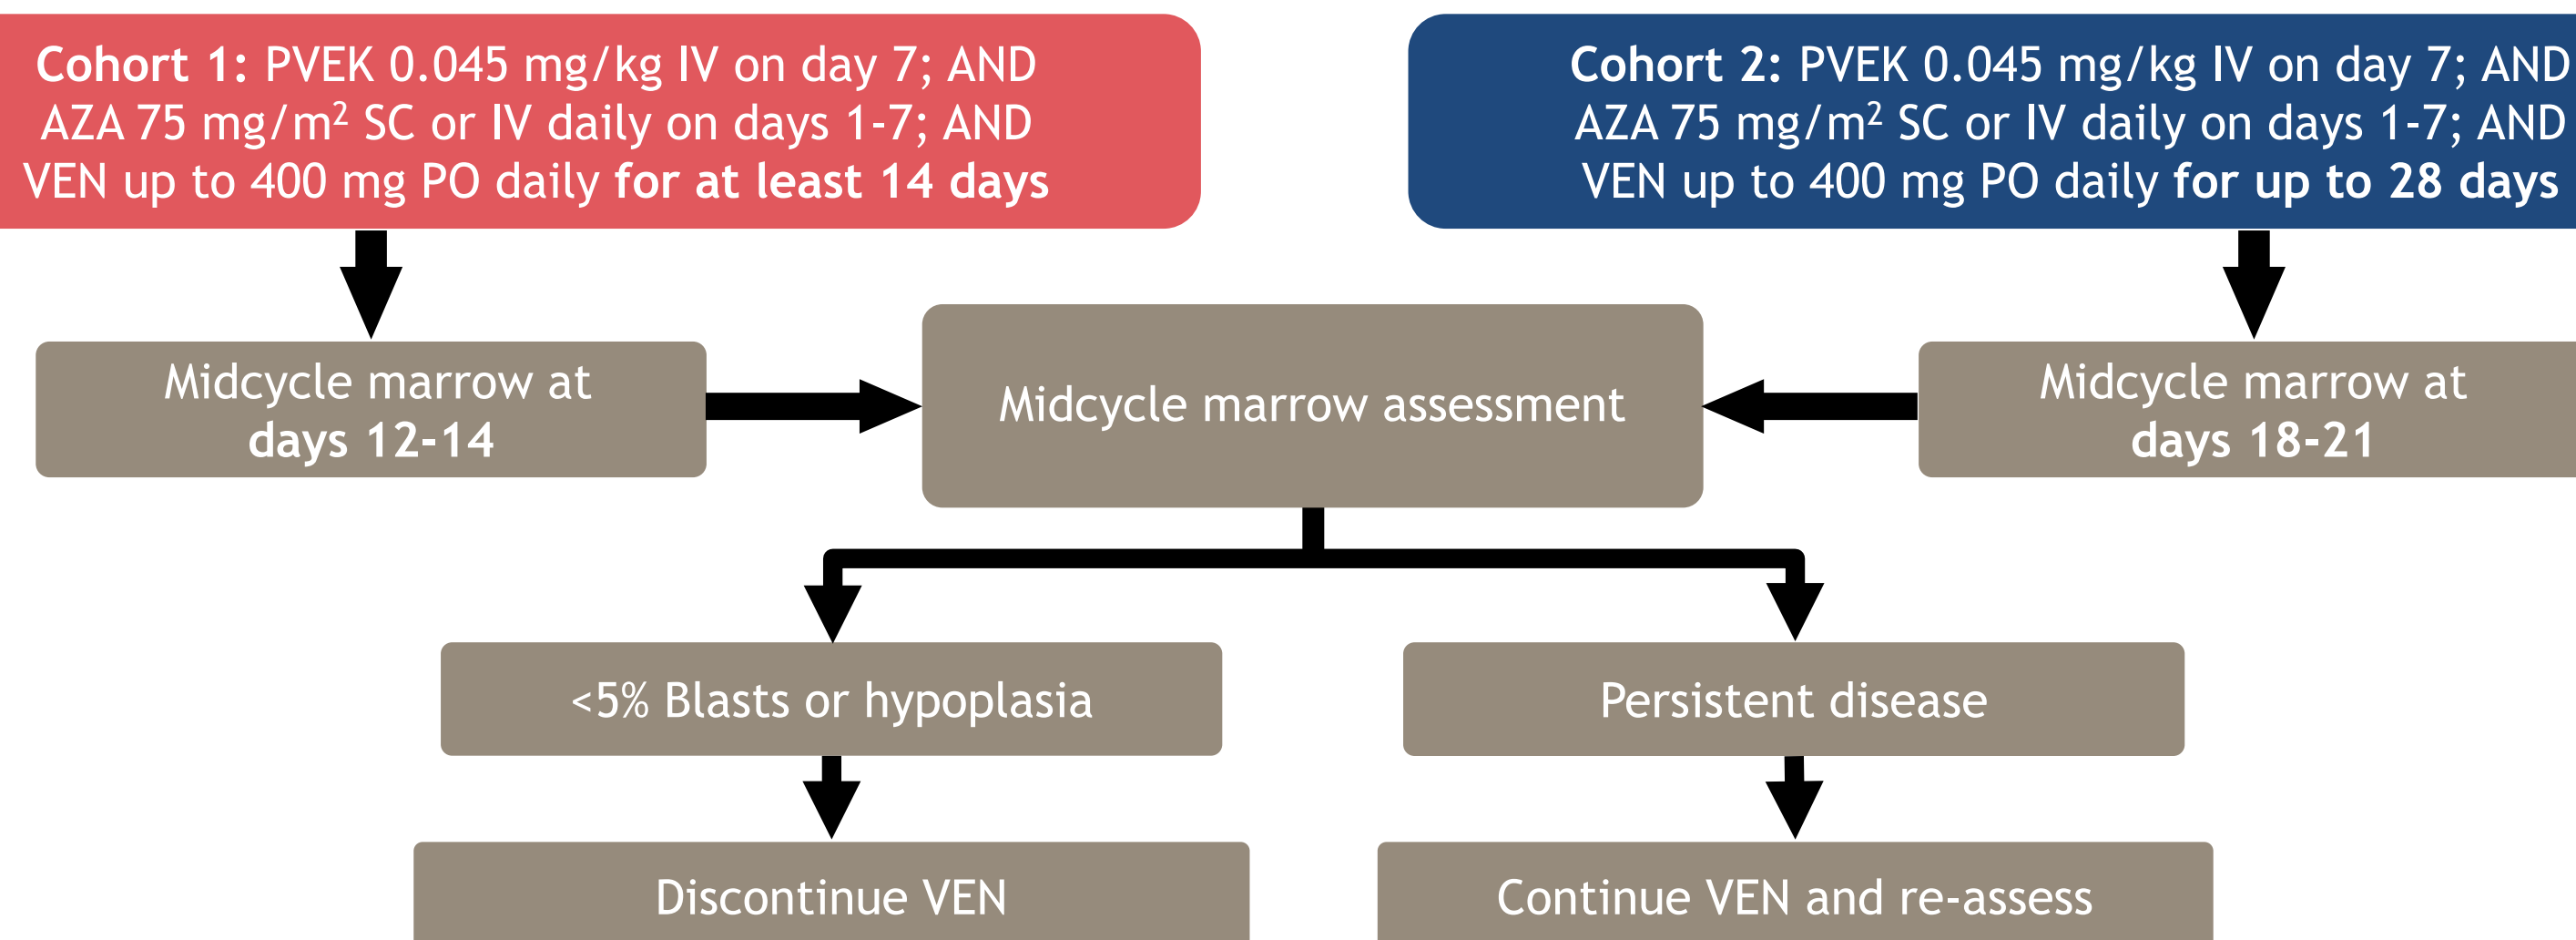 Cohort 1: PVEK 0.045 mg/kg IV on day 7; AND
AZA 75 mg/m² SC or IV daily on days 1-7; AND
VEN up to 400 mg PO daily for at least 14 days
Cohort 2: PVEK 0.045 mg/kg IV on day 7; AND
AZA 75 mg/m² SC or IV daily on days 1-7; AND
VEN up to 400 mg PO daily for up to 28 days
Midcycle marrow at
days 12-14
Midcycle marrow assessment
Midcycle marrow at
days 18-21
<5% Blasts or hypoplasia
Persistent disease
Discontinue VEN
Continue VEN and re-assess